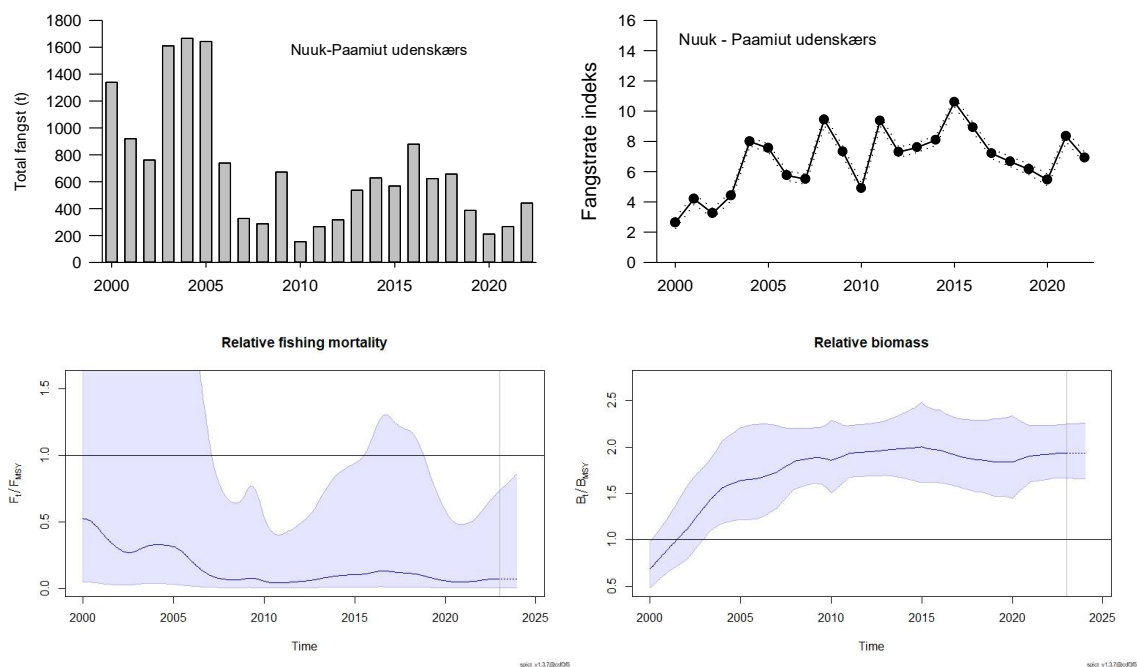 Nuuk-Paamiut udenskærs
Total fangst (t)
1800
1600
1400
1200
1000
800
600
400
200
0
2000 2005 2010 2015 2020
Nuuk - Paamiut udenskærs
Fangstrate indeks
16
14
12
10
8
6
4
2
0
2000 2005 2010 2015 2020
Relative fishing mortality
Ft/FMSY
1.5
1.0
0.5
0.0
2000 2005 2010 2015 2020 2025
Time
Relative biomass
Bt/BMSY
2.5
2.0
1.5
1.0
0.5
2000 2005 2010 2015 2020 2025
Time